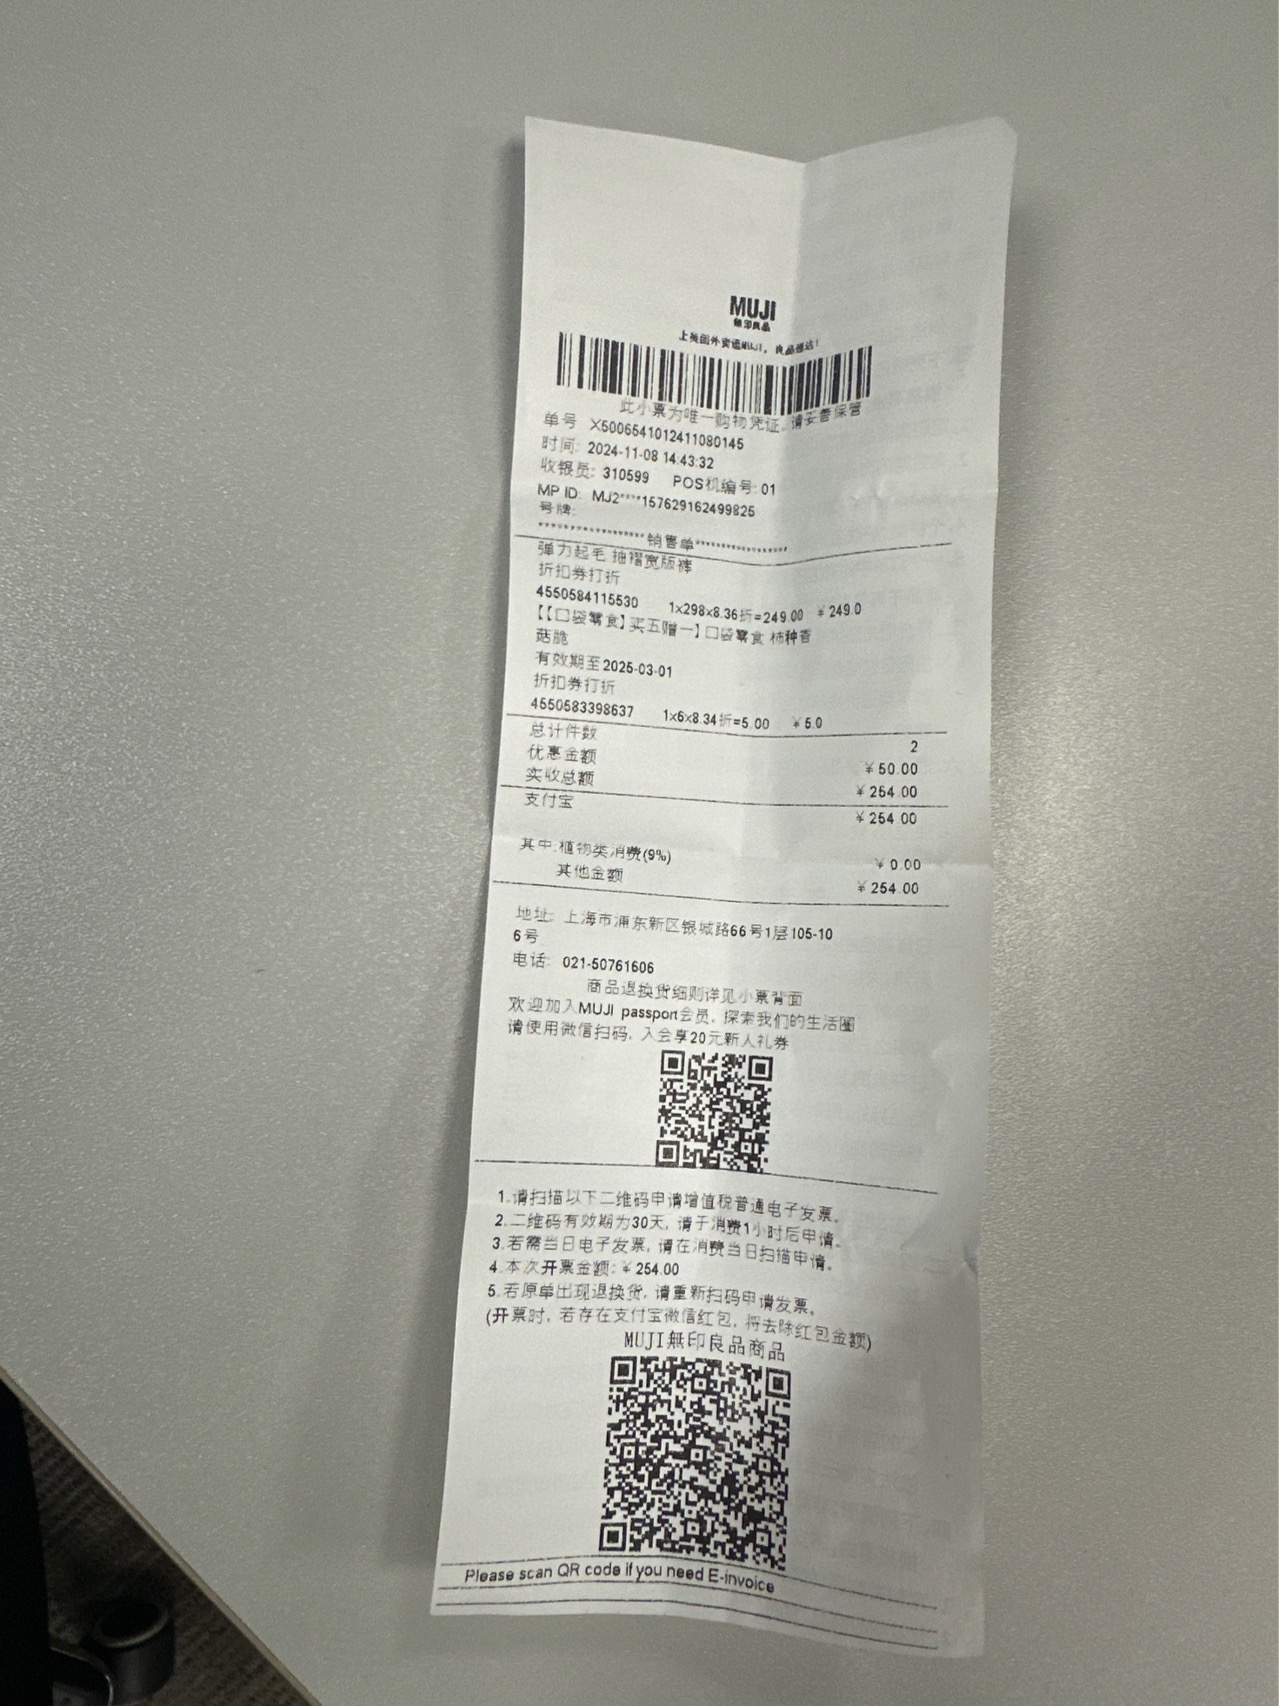 MUJI
無印良品
上美团外卖逛MUJI，良品速达！
此小票为唯一购物凭证，请妥善保管
单号 X5006541012411080145
时间: 2024-11-08 14:43:32
收银员: 310599 POS机编号: 01
MP ID: MJ2****157629162499825
号牌:
********************销售单********************
弹力起毛 抽褶宽版裤
折扣券打折
4550584115530 1x298x8.36折=249.00 ￥249.0
【【口袋零食】买五赠一】口袋零食 柿种香
菇脆
有效期至2025-03-01
折扣券打折
4550583398637 1x6x8.34折=5.00 ￥5.0
总计件数 2
优惠金额 ￥50.00
实收总额 ￥254.00
支付宝 ￥254.00
其中:植物类消费(9%) ￥0.00
其他金额 ￥254.00
地址: 上海市浦东新区银城路66号1层105-10
6号
电话: 021-50761606
商品退换货细则详见小票背面
欢迎加入MUJI passport会员，探索我们的生活圈
请使用微信扫码，入会享20元新人礼券
1.请扫描以下二维码申请增值税普通电子发票。
2.二维码有效期为30天，请于消费1小时后申请。
3.若需当日电子发票，请在消费当日扫描申请。
4.本次开票金额:￥254.00
5.若原单出现退换货，请重新扫码申请发票。
(开票时，若存在支付宝微信红包，将去除红包金额)
MUJI無印良品商品
Please scan QR code if you need E-invoice